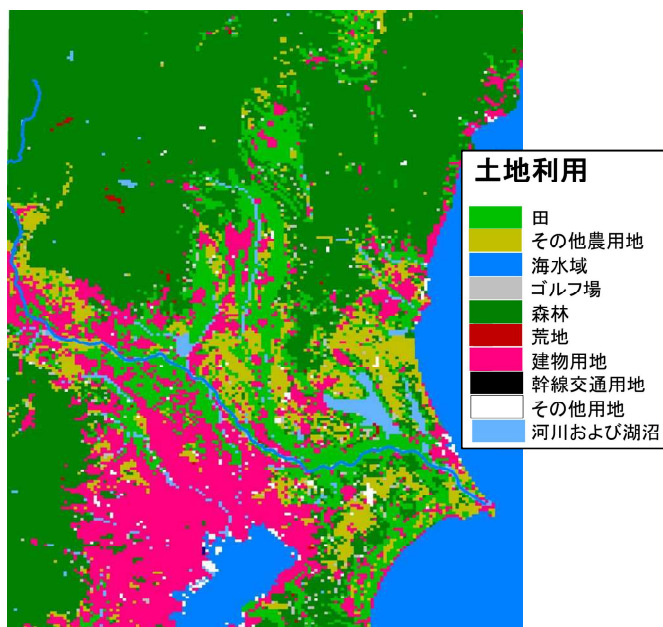 土地利用
田
その他農用地
海水域
ゴルフ場
森林
荒地
建物用地
幹線交通用地
その他用地
河川および湖沼